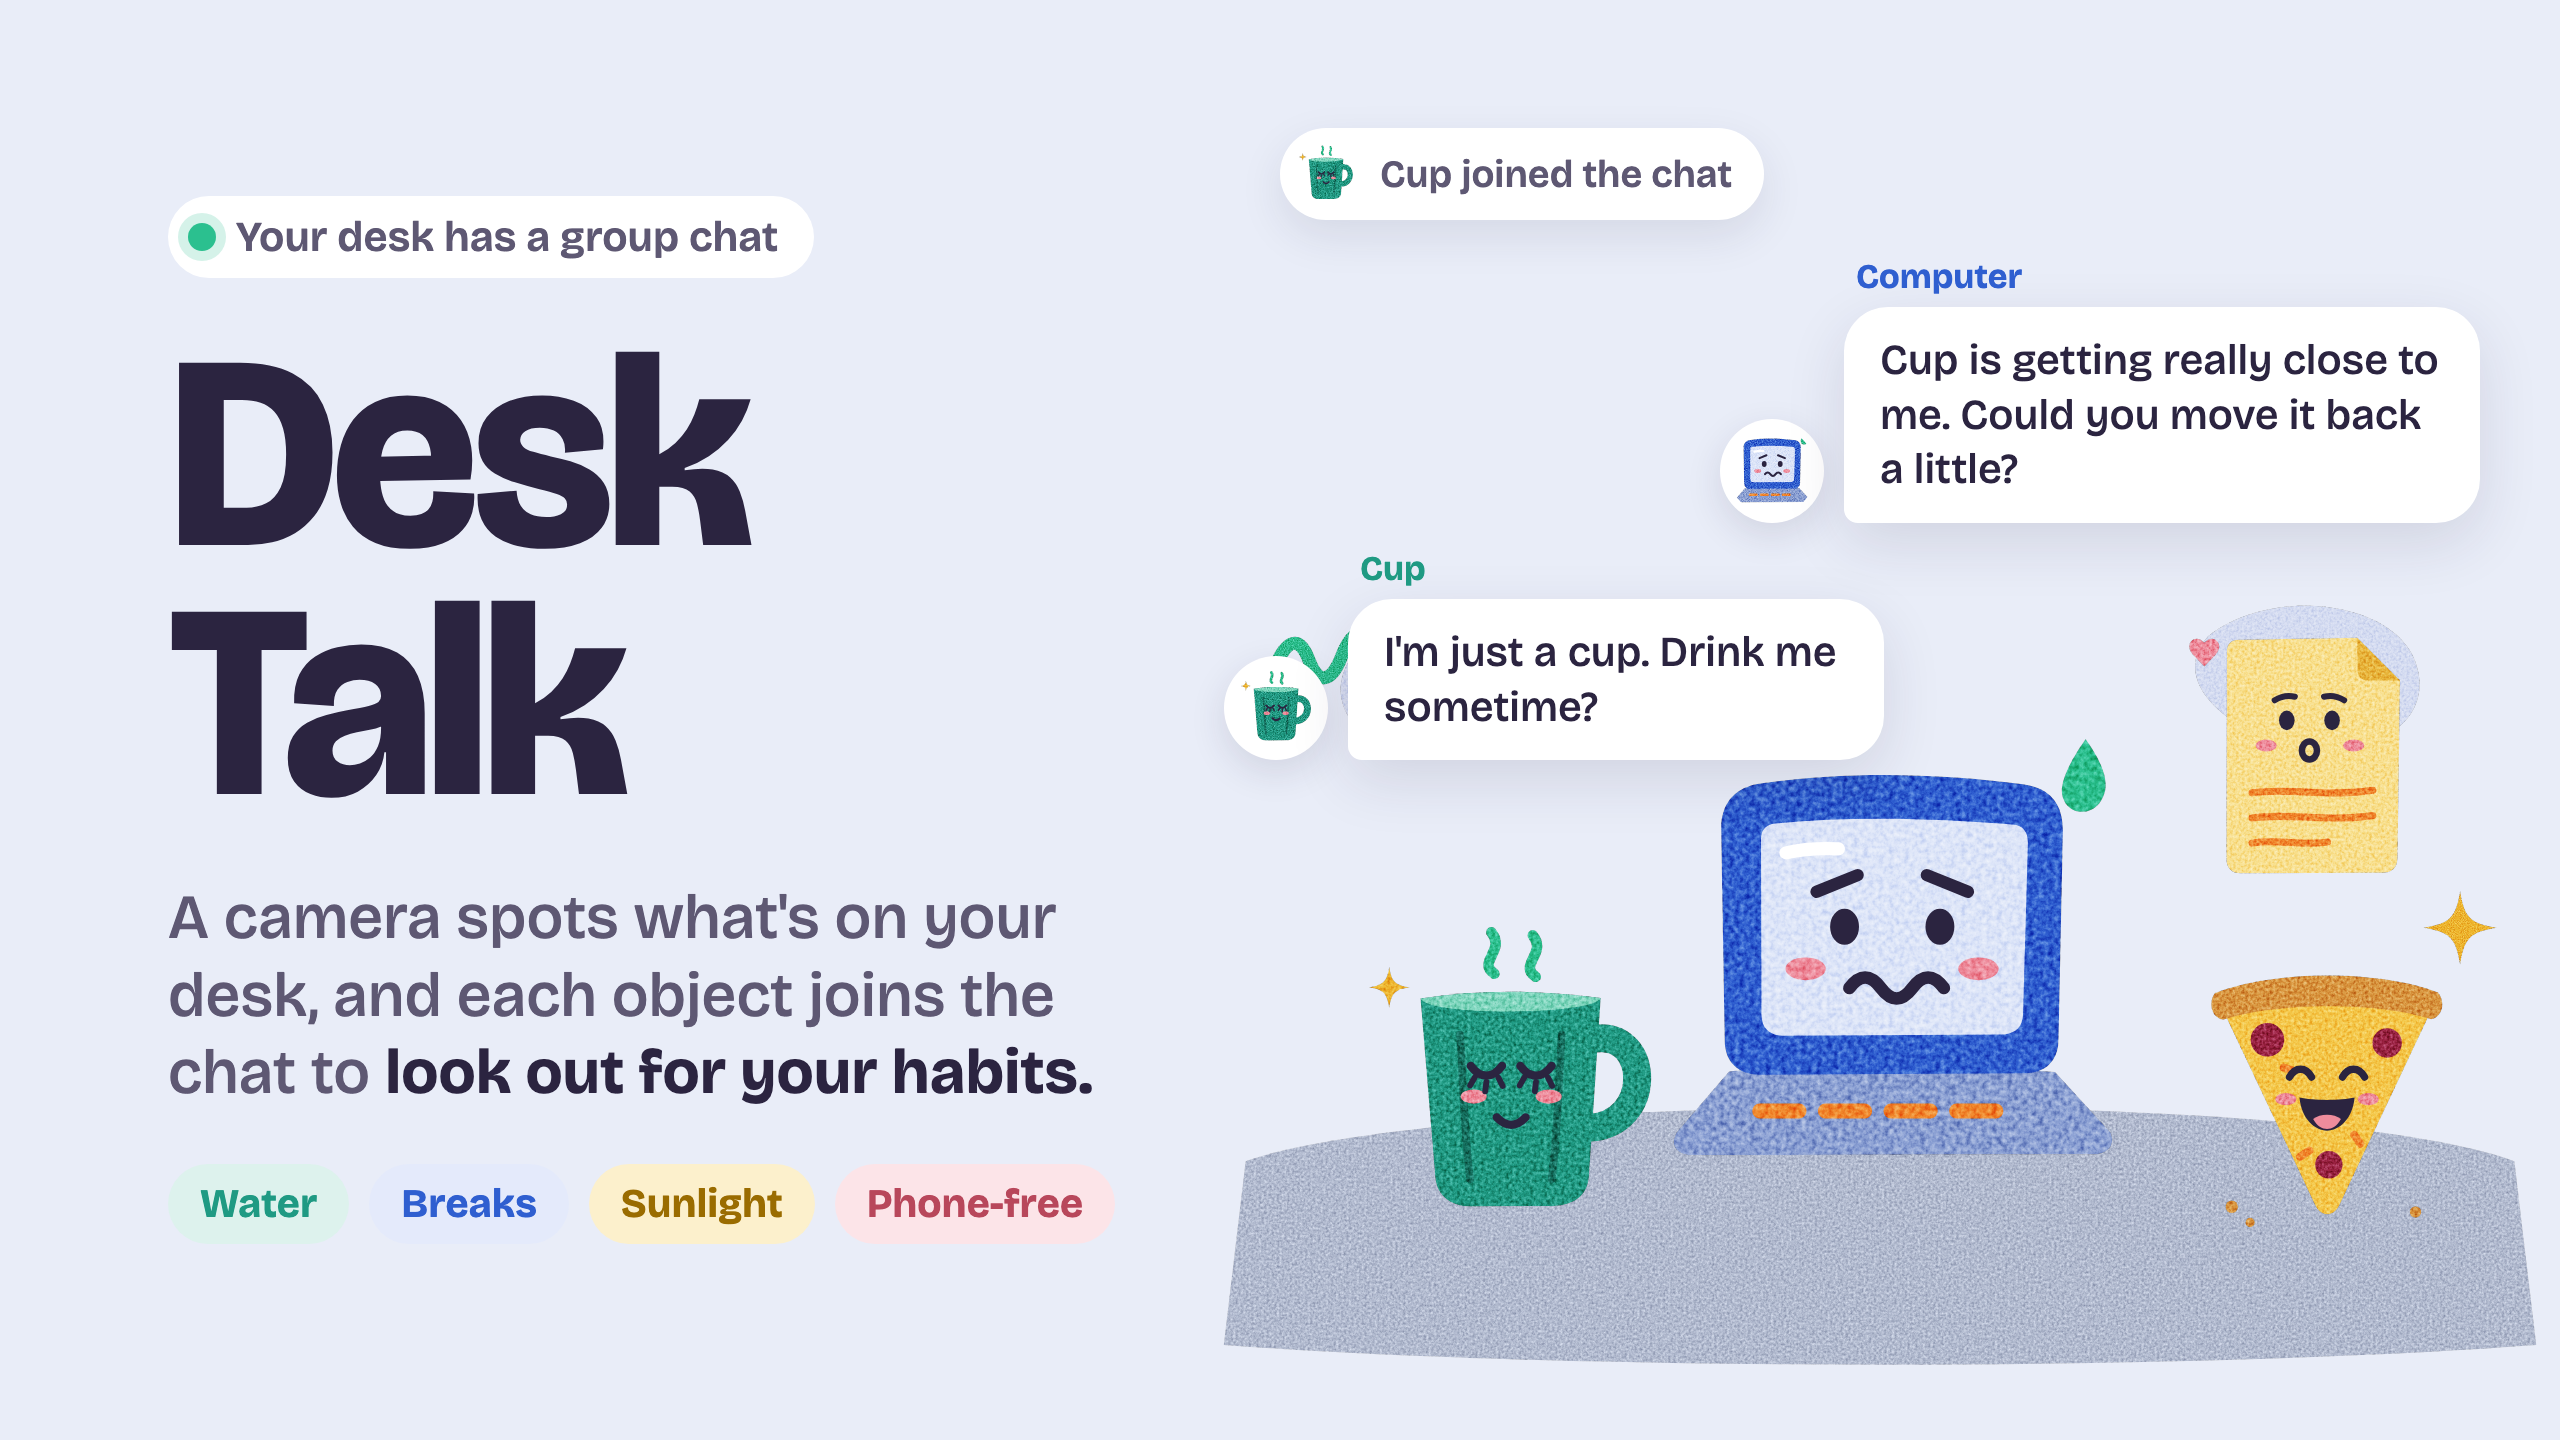 Your desk has a group chat
Desk
Talk
A camera spots what's on your
desk, and each object joins the
chat to look out for your habits.
Water
Breaks
Sunlight
Phone-free
Cup joined the chat
Computer
Cup is getting really close to
me. Could you move it back
a little?
Cup
I'm just a cup. Drink me
sometime?